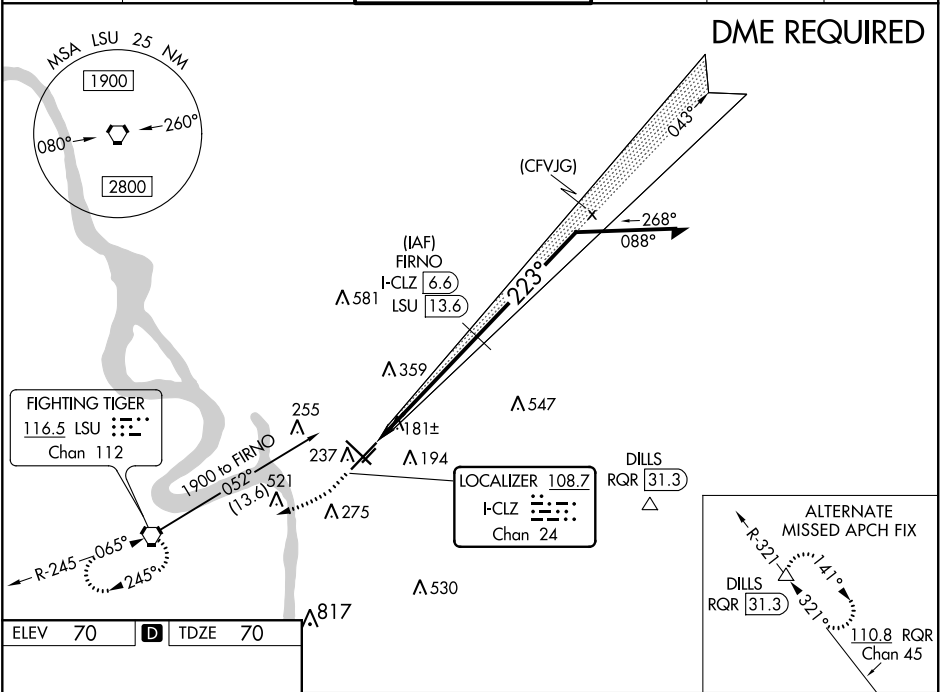 DME REQUIRED
MSA LSU 25 NM
1900
080°
260°
2800
(CFVJG)
043°
268°
088°
223°
(IAF)
FIRNO
I-CLZ 6.6
LSU 13.6
581
359
547
181±
194
255
237
521
275
530
817
FIGHTING TIGER
116.5 LSU
Chan 112
1900 to FIRNO
052°
(13.6)
R-245
065°
245°
LOCALIZER 108.7
I-CLZ
Chan 24
DILLS
RQR 31.3
ALTERNATE
MISSED APCH FIX
R-321
141°
DILLS
RQR 31.3
321°
110.8 RQR
Chan 45
ELEV 70 D TDZE 70